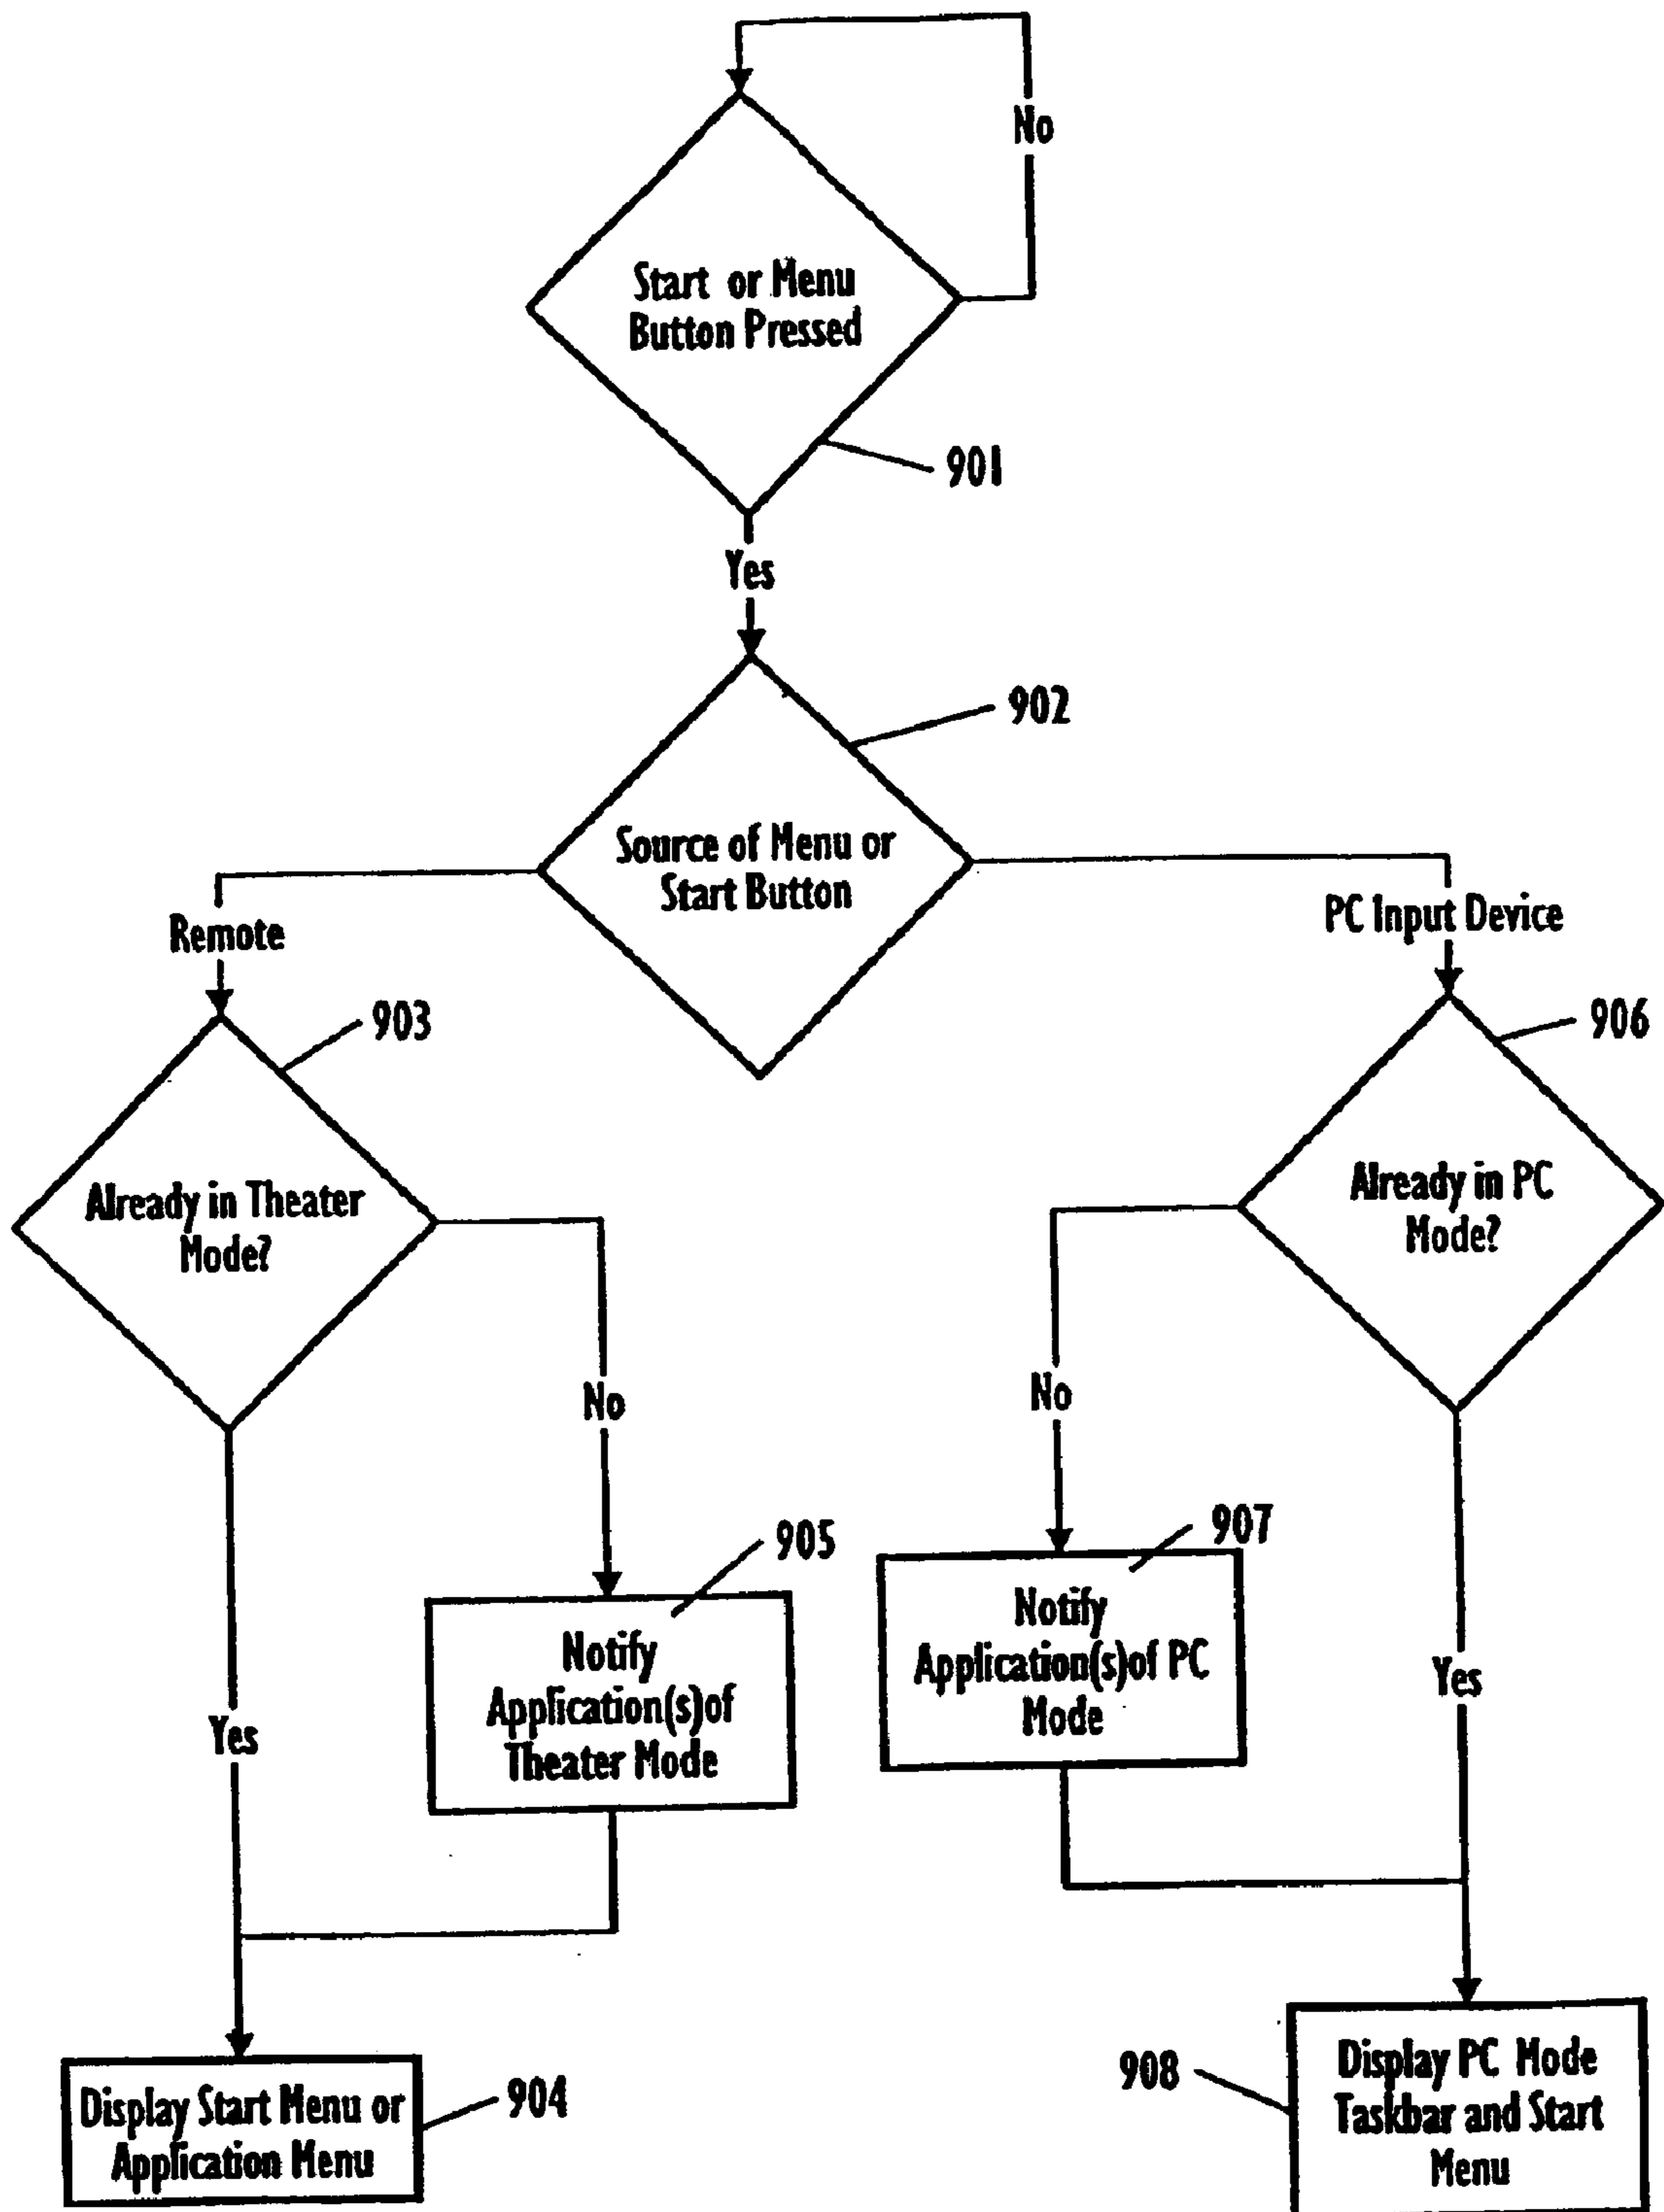 No
Start or Menu
Button Pressed
901
Yes
902
Source of Menu or
Start Button
Remote
PC Input Device
903
906
Already in Theater
Mode?
Already in PC
Mode?
No
No
905
907
Notify
Application(s)of
Theater Mode
Notify
Application(s)of PC
Mode
Yes
Yes
Display Start Menu or
Application Menu
904
908
Display PC Mode
Taskbar and Start
Menu